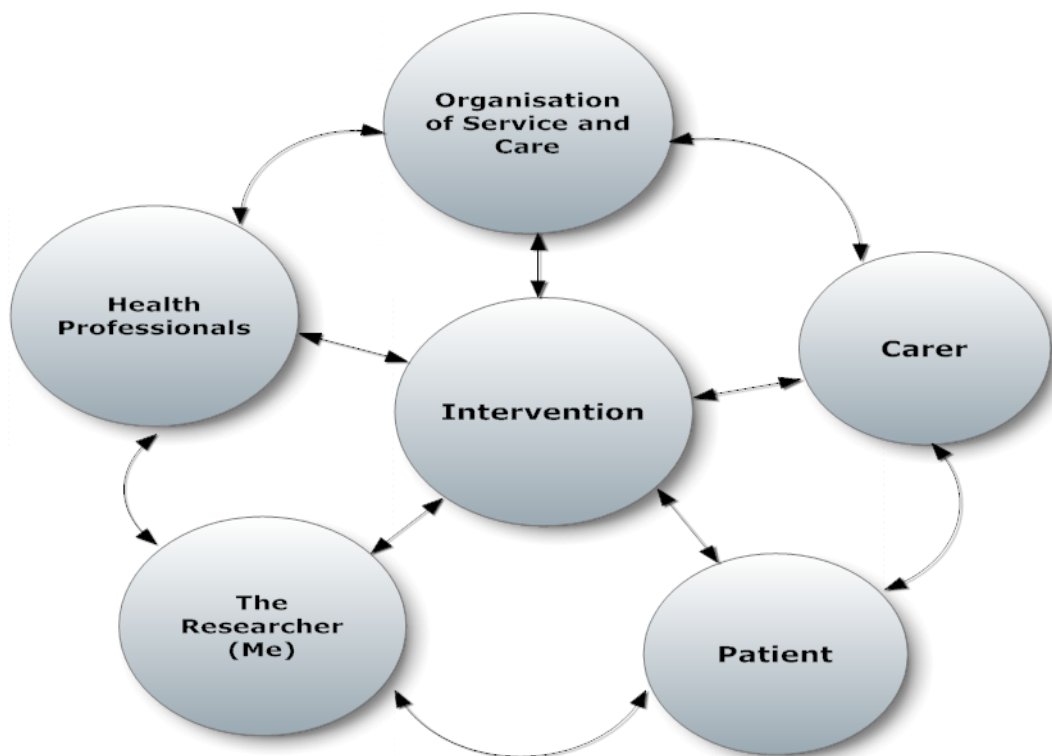 Organisation
of Service and
Care
Health
Professionals
Carer
Intervention
The
Researcher
(Me)
Patient